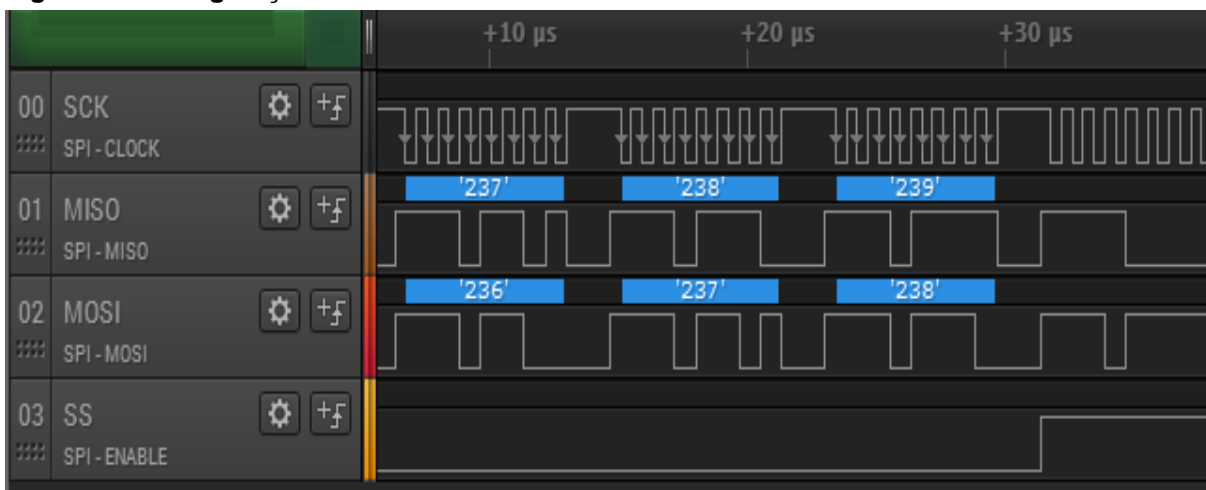 +10 µs +20 µs +30 µs
00 SCK
SPI - CLOCK
'237' '238' '239'
01 MISO
SPI - MISO
'236' '237' '238'
02 MOSI
SPI - MOSI
03 SS
SPI - ENABLE